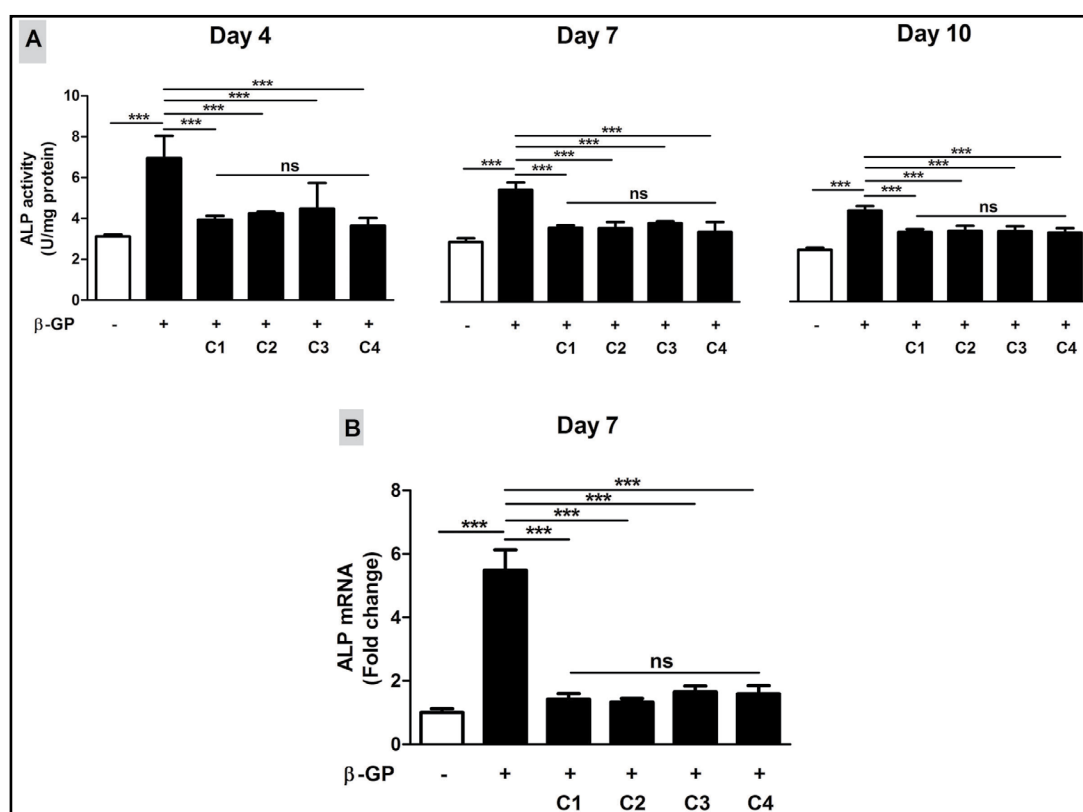 A
Day 4
Day 7
Day 10
ALP activity
(U/mg protein)
10
8
6
4
2
0
***
***
***
***
***
ns
***
***
***
***
***
ns
***
***
***
***
***
ns
β-GP - + + + + +
C1 C2 C3 C4
- + + + + +
C1 C2 C3 C4
- + + + + +
C1 C2 C3 C4
B
Day 7
ALP mRNA
(Fold change)
8
6
4
2
0
***
***
***
***
***
ns
β-GP - + + + + +
C1 C2 C3 C4